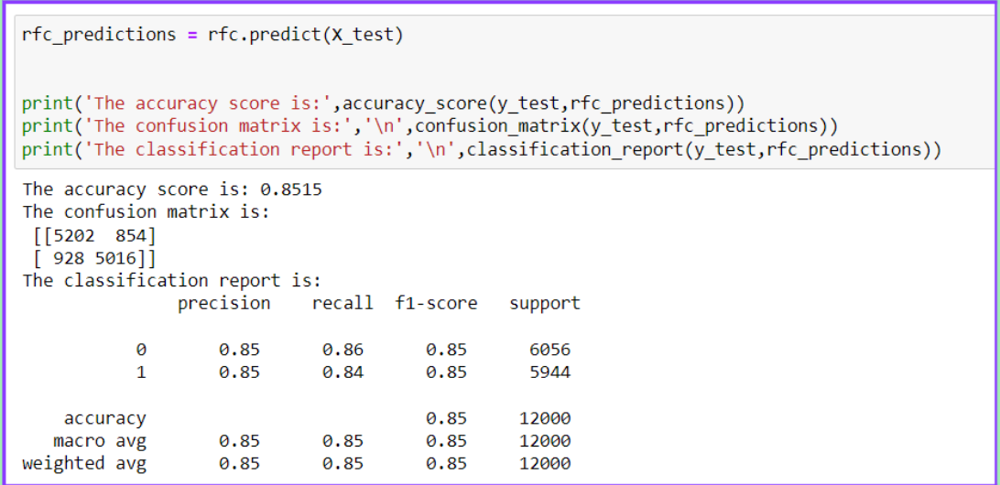 rfc_predictions = rfc.predict(X_test)
print('The accuracy score is:',accuracy_score(y_test,rfc_predictions))
print('The confusion matrix is:','\n',confusion_matrix(y_test,rfc_predictions))
print('The classification report is:','\n',classification_report(y_test,rfc_predictions))
The accuracy score is: 0.8515
The confusion matrix is:
[[5202  854]
[ 928 5016]]
The classification report is:
precision    recall  f1-score   support
0       0.85      0.86      0.85      6056
1       0.85      0.84      0.85      5944
accuracy                           0.85     12000
macro avg       0.85      0.85      0.85     12000
weighted avg       0.85      0.85      0.85     12000